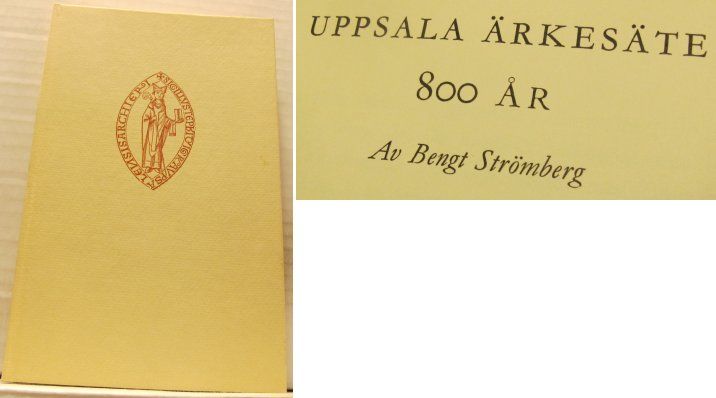 UPPSALA ÄRKESÄTE
800 ÅR
Av Bengt Strömberg